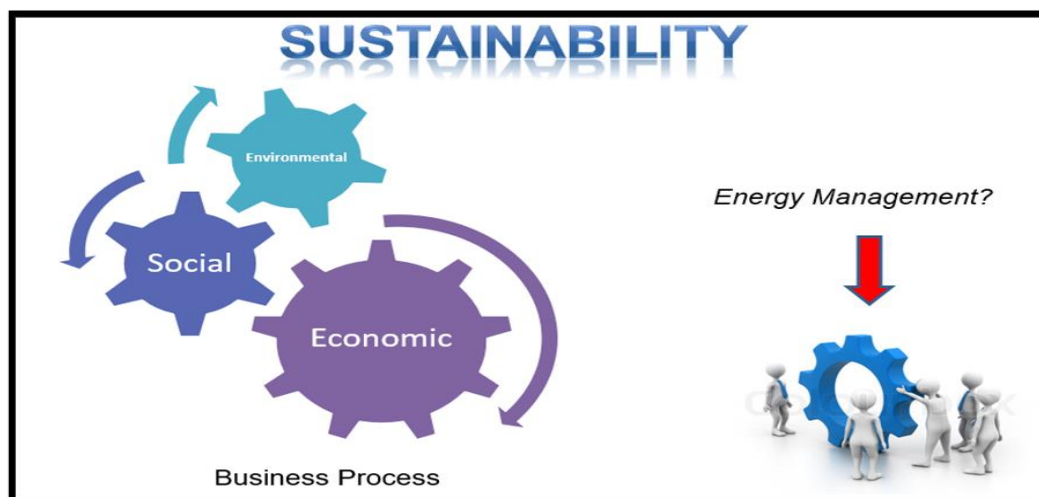 SUSTAINABILITY
Environmental
Social
Economic
Business Process
Energy Management?